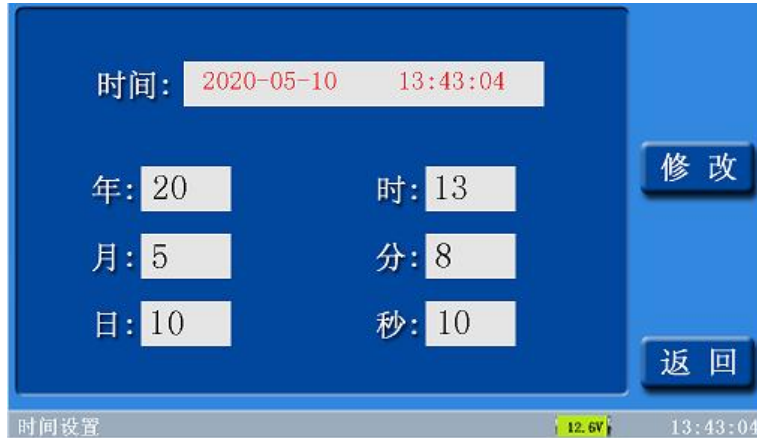 时间: 2020-05-10 13:43:04
年: 20 时: 13
月: 5 分: 8
日: 10 秒: 10
修 改
返 回
时间设置 12.6V 13:43:04